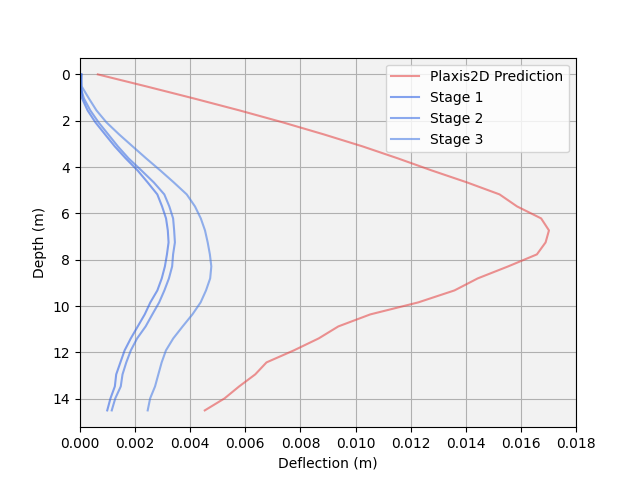 Plaxis2D Prediction
Stage 1
Stage 2
Stage 3
0
2
4
6
8
10
12
14
Depth (m)
0.000 0.002 0.004 0.006 0.008 0.010 0.012 0.014 0.016 0.018
Deflection (m)